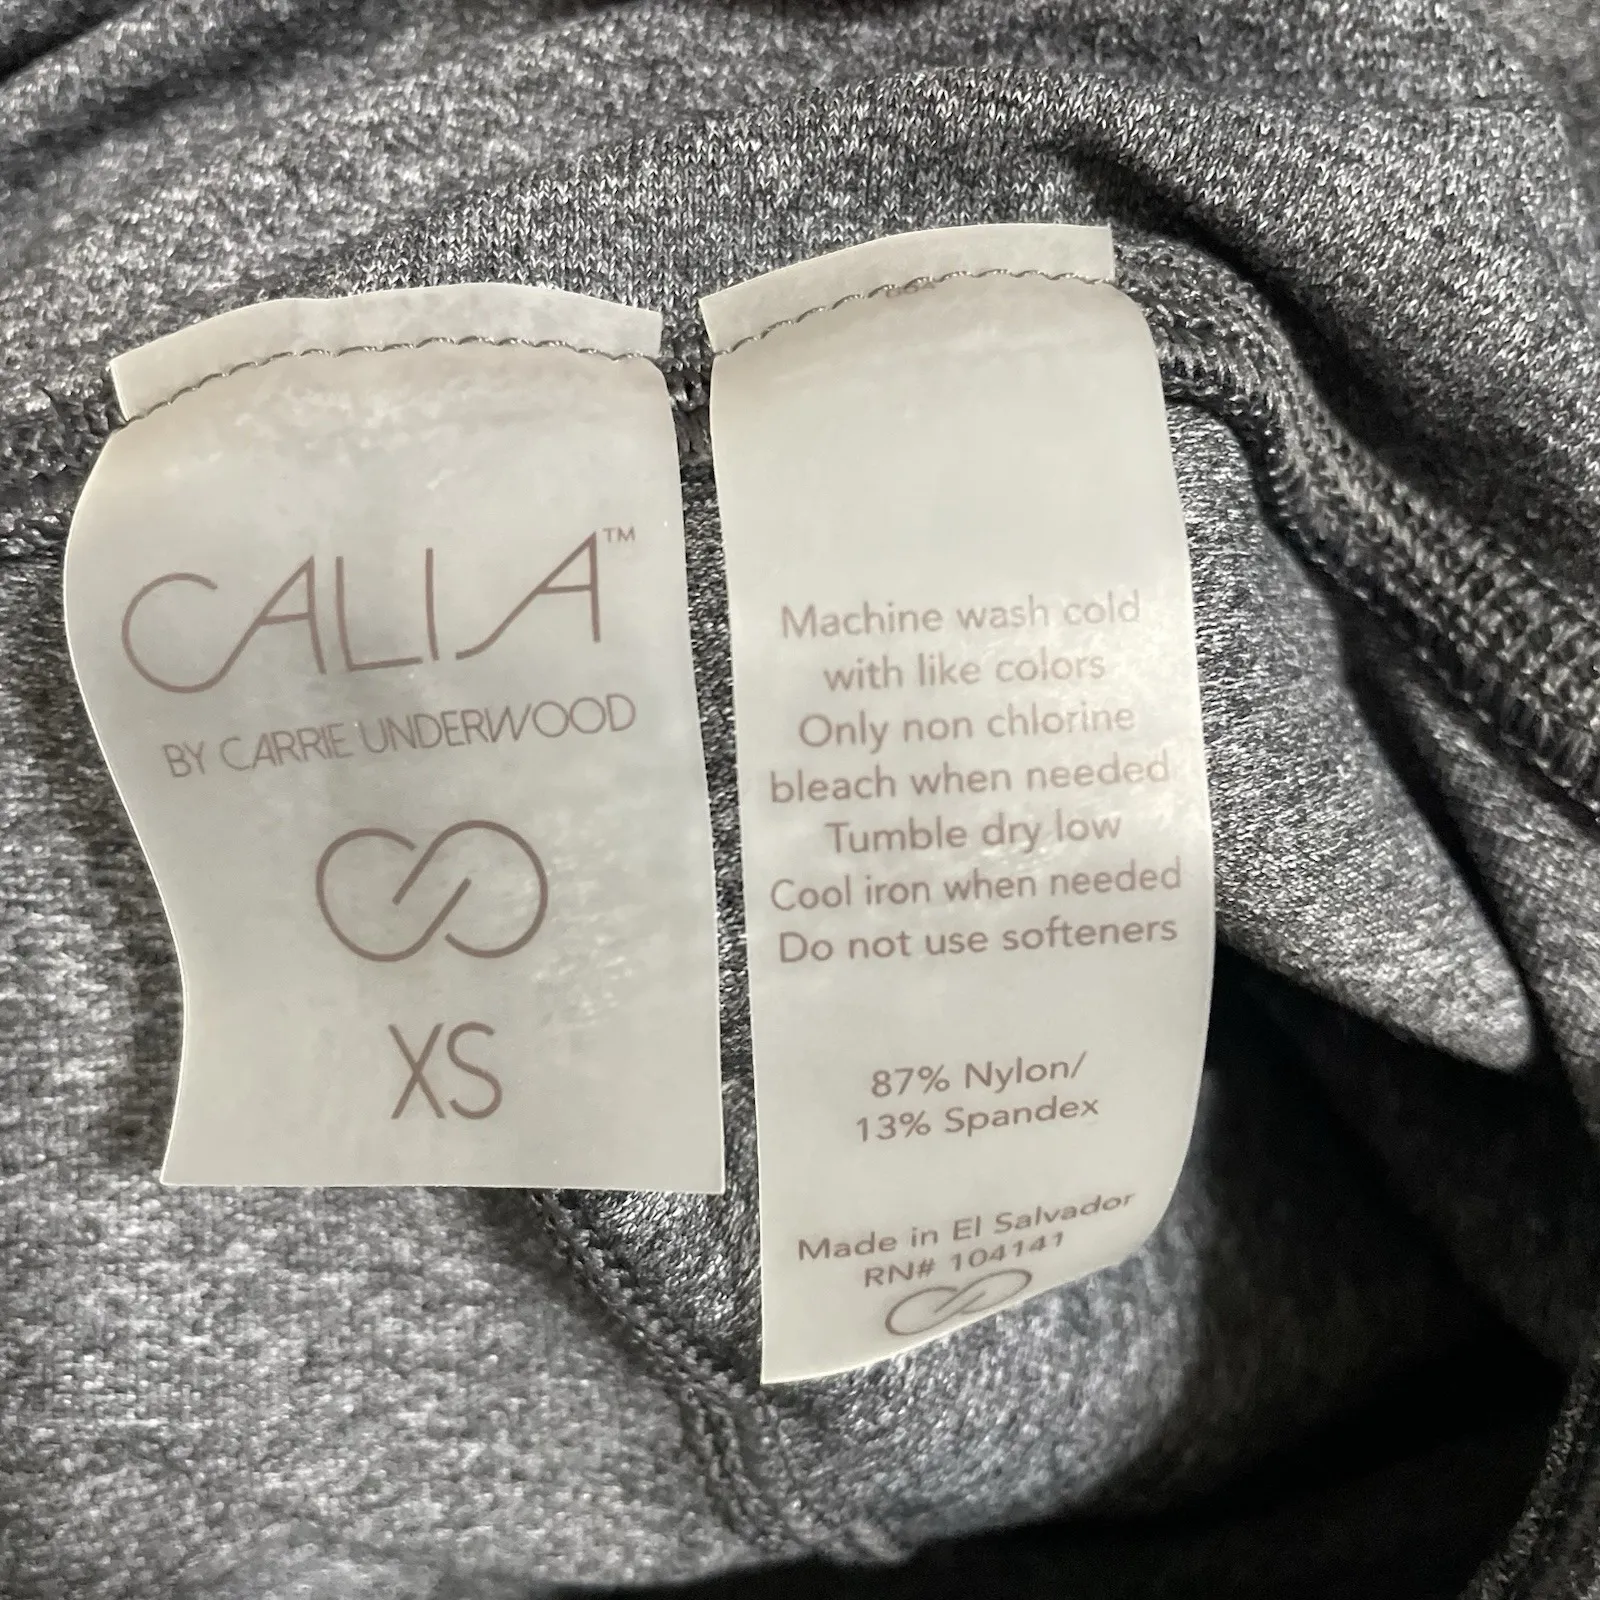 CALIA™
BY CARRIE UNDERWOOD
XS
Machine wash cold
with like colors
Only non chlorine
bleach when needed
Tumble dry low
Cool iron when needed
Do not use softeners
87% Nylon/
13% Spandex
Made in El Salvador
RN# 104141